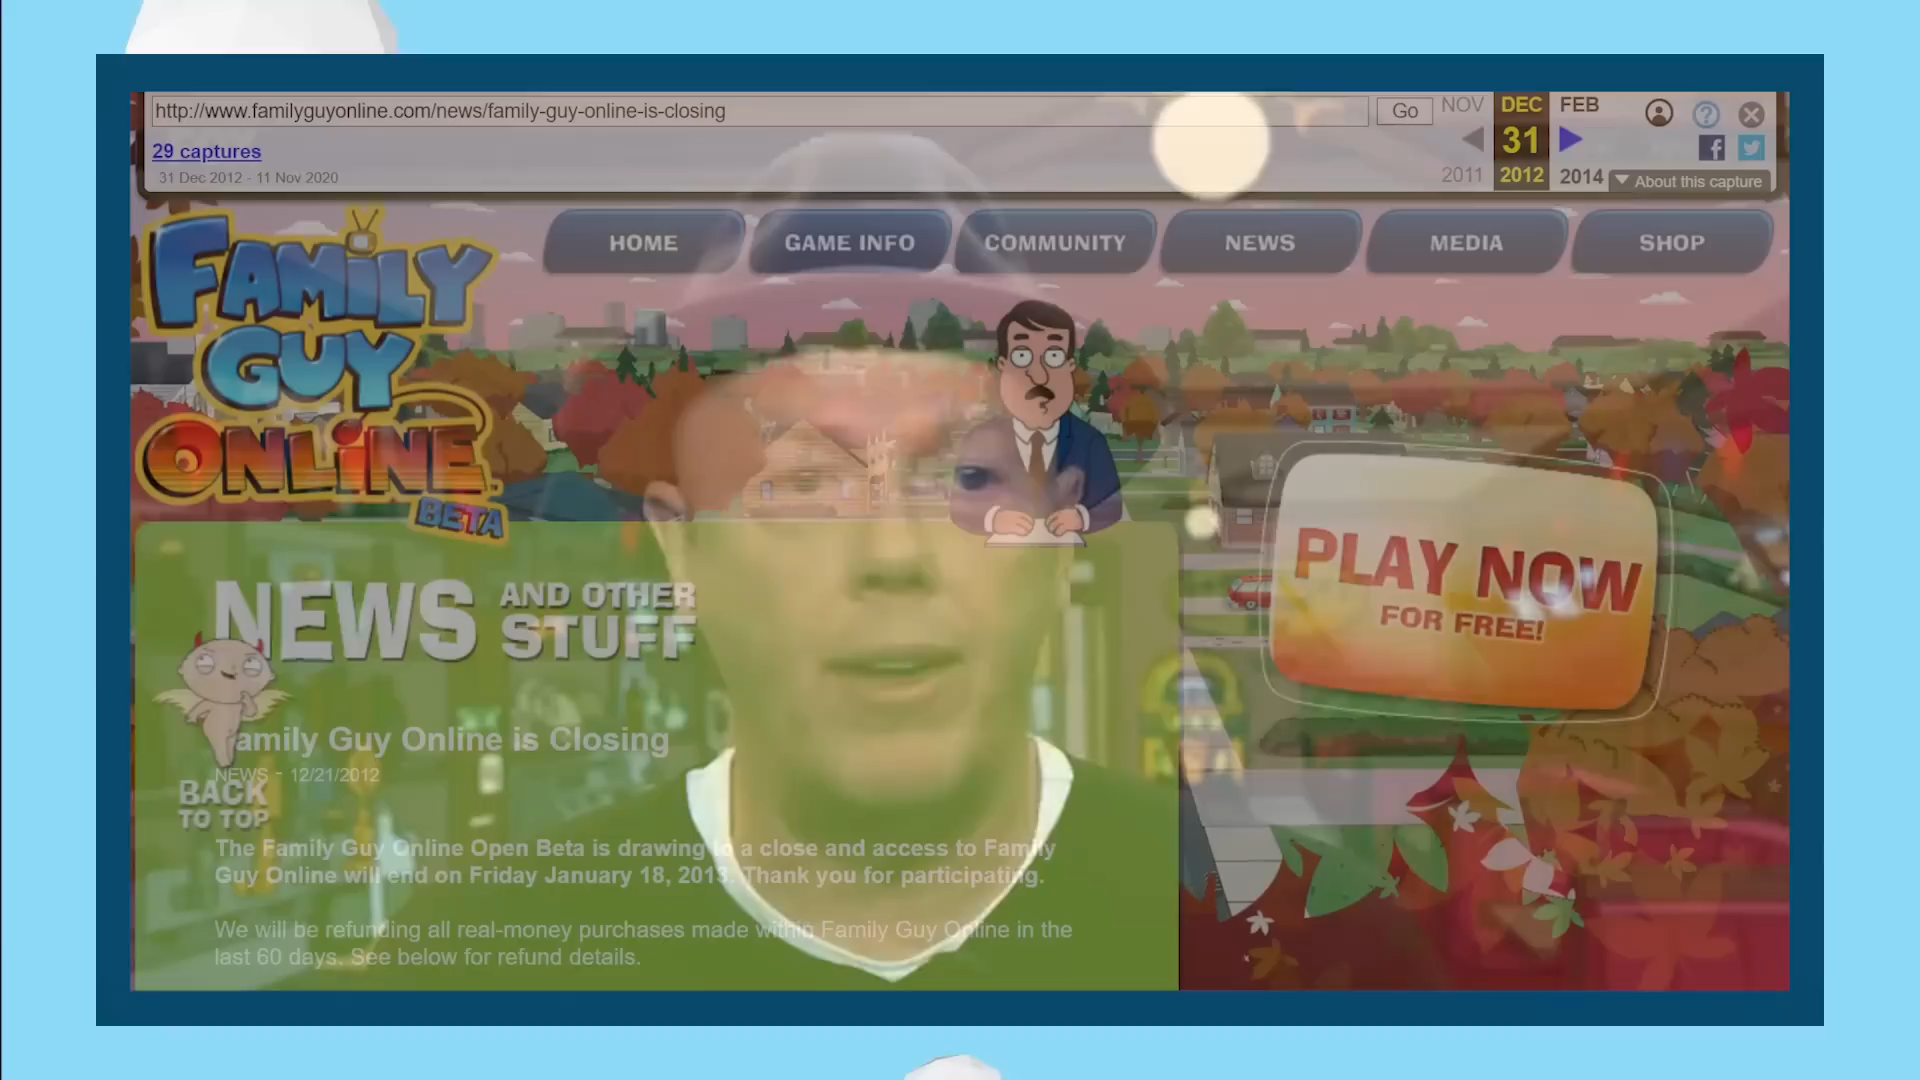 http://www.familyguyonline.com/news/family-guy-online-is-closing
Go
NOV DEC FEB
29 captures
31
31 Dec 2012 - 11 Nov 2020
2011 2012 2014
About this capture
FAMILY
GUY
ONLINE
BETA
HOME GAME INFO COMMUNITY NEWS MEDIA SHOP
PLAY NOW
FOR FREE!
NEWS AND OTHER
STUFF
Family Guy Online is Closing
NEWS - 12/21/2012
BACK
TO TOP
The Family Guy Online Open Beta is drawing to a close and access to Family
Guy Online will end on Friday January 18, 2013. Thank you for participating.
We will be refunding all real-money purchases made within Family Guy Online in the
last 60 days. See below for refund details.